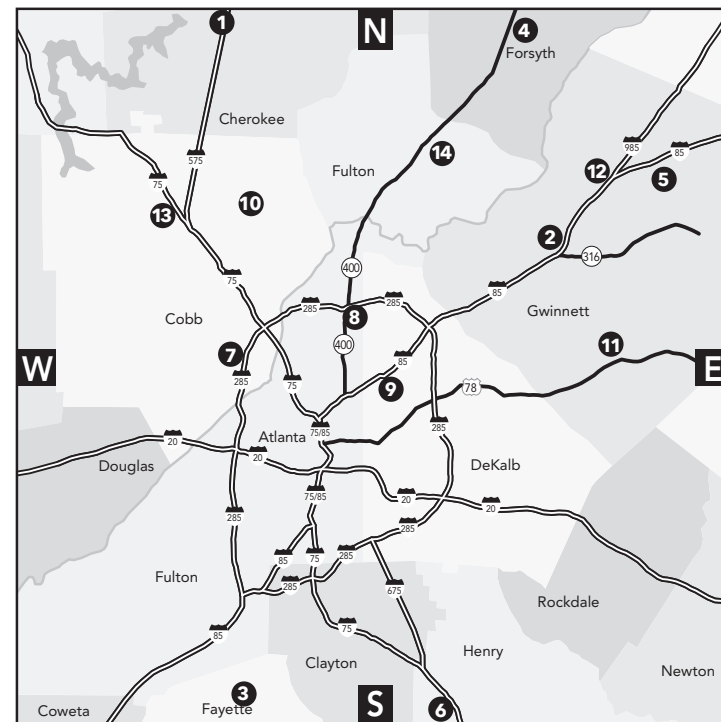 1
N
4
Forsyth
Cherokee
985
14
575
85
Fulton
12
5
75
10
13
2
400
316
75
285
285
85
Gwinnett
Cobb
8
400
11
7
85
W
E
285
75
9
78
75/85
285
Atlanta
20
20
Douglas
DeKalb
75/85
20
20
285
285
85
75
285
Fulton
285
675
Rockdale
85
75
Henry
Clayton
Newton
3
S
6
Coweta
Fayette